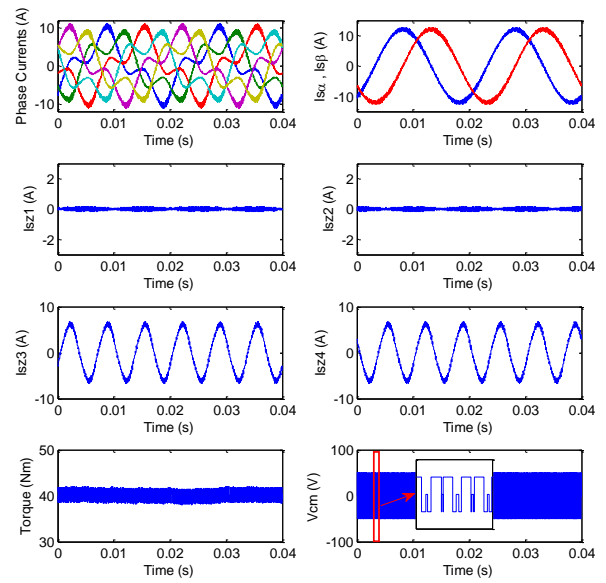 Phase Currents (A)
10
0
-10
0 0.01 0.02 0.03 0.04
Time (s)
Isα , Isβ (A)
10
0
-10
0 0.01 0.02 0.03 0.04
Time (s)
Isz1 (A)
2
0
-2
0 0.01 0.02 0.03 0.04
Time (s)
Isz2 (A)
2
0
-2
0 0.01 0.02 0.03 0.04
Time (s)
Isz3 (A)
10
0
-10
0 0.01 0.02 0.03 0.04
Time (s)
Isz4 (A)
10
0
-10
0 0.01 0.02 0.03 0.04
Time (s)
Torque (Nm)
50
40
30
0 0.01 0.02 0.03 0.04
Time (s)
Vcm (V)
100
0
-100
0 0.01 0.02 0.03 0.04
Time (s)